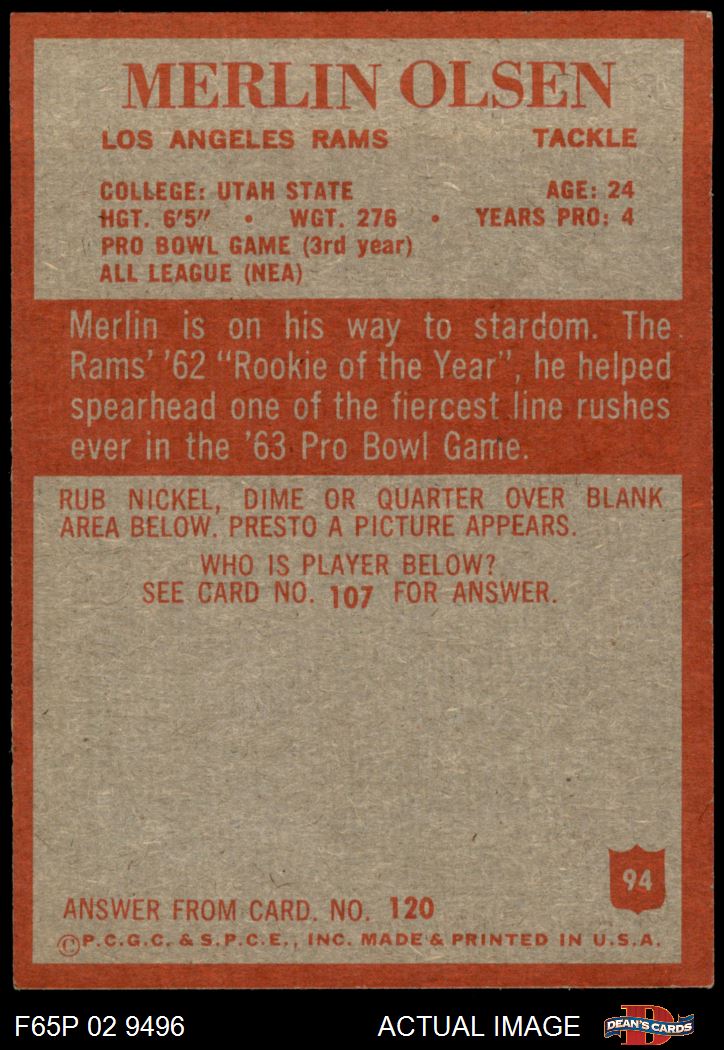 MERLIN OLSEN
LOS ANGELES RAMS TACKLE
COLLEGE: UTAH STATE AGE: 24
HGT. 6'5" • WGT. 276 • YEARS PRO: 4
PRO BOWL GAME (3rd year)
ALL LEAGUE (NEA)
Merlin is on his way to stardom. The
Rams' '62 "Rookie of the Year", he helped
spearhead one of the fiercest line rushes
ever in the '63 Pro Bowl Game.
RUB NICKEL, DIME OR QUARTER OVER BLANK
AREA BELOW. PRESTO A PICTURE APPEARS.
WHO IS PLAYER BELOW?
SEE CARD NO. 107 FOR ANSWER.
94
ANSWER FROM CARD. NO. 120
©P.C.G.C. & S.P.C.E., INC. MADE & PRINTED IN U.S.A.
F65P 02 9496 ACTUAL IMAGE D DEAN'S CARDS